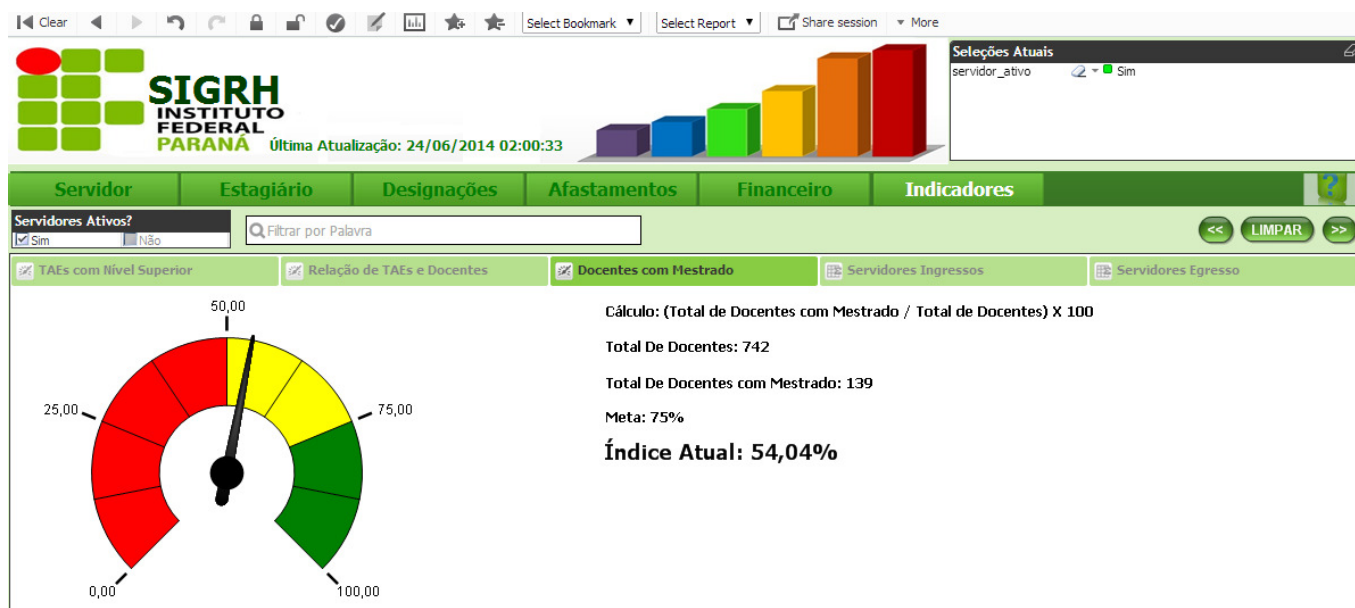 Clear Select Bookmark Select Report Share session More
Seleções Atuais
servidor_ativo Sim
SIGRH
INSTITUTO
FEDERAL
PARANÁ
Última Atualização: 24/06/2014 02:00:33
Servidor Estagiário Designações Afastamentos Financeiro Indicadores ?
Servidores Ativos?
Sim Não
Filtrar por Palavra
<< LIMPAR >>
TAEs com Nível Superior Relação de TAEs e Docentes Docentes com Mestrado Servidores Ingressos Servidores Egresso
50,00
25,00
75,00
0,00
100,00
Cálculo: (Total de Docentes com Mestrado / Total de Docentes) X 100
Total De Docentes: 742
Total De Docentes com Mestrado: 139
Meta: 75%
Índice Atual: 54,04%